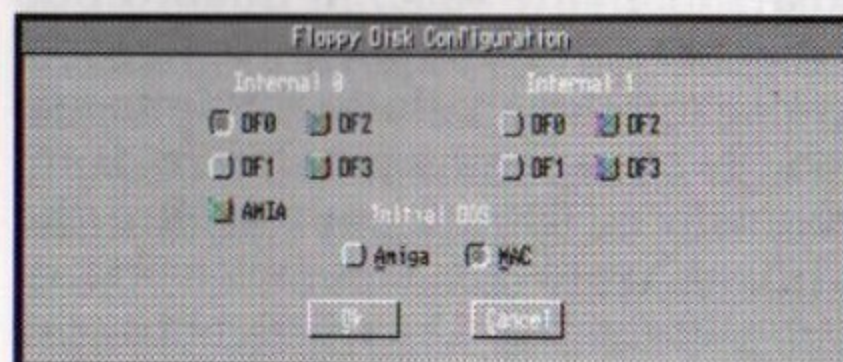 Floppy Disk Configuration
Internal 0 Internal 1
DF0 DF2 DF0 DF2
DF1 DF3 DF1 DF3
AMIA Initial DOS
Amiga MAC
Ok Cancel